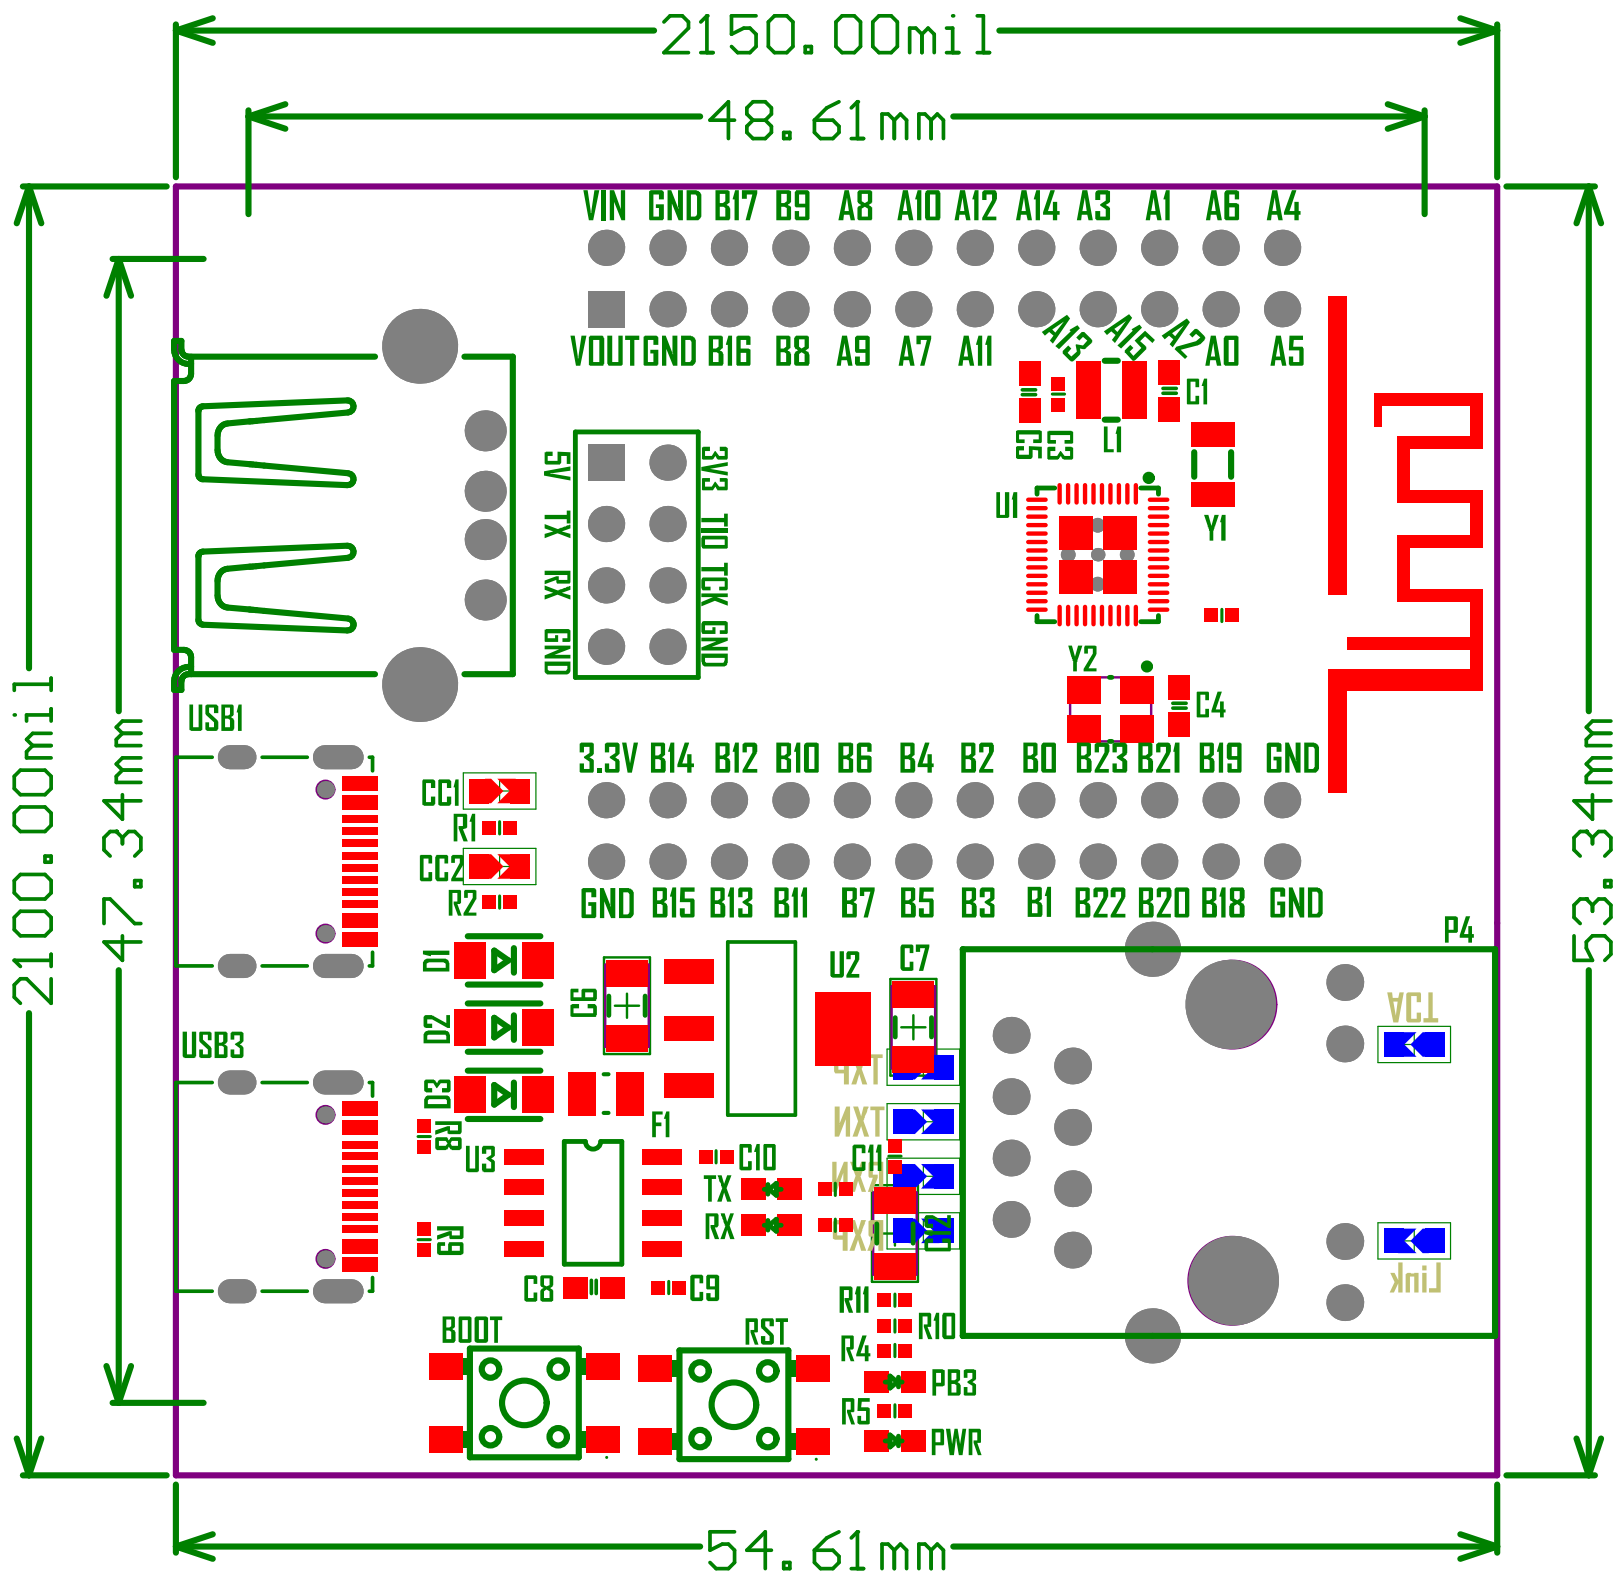 2150.00mil
48.61mm
VIN GND B17 B9 A8 A10 A12 A14 A3 A1 A6 A4
VOUT GND B16 B8 A9 A7 A11 A13 A15 A2 A0 A5
C1
C5 C3 L1
5V 3V3
TX TIO
RX TCK
GND GND
U1
Y1
Y2
C4
2100.00mil
47.34mm
53.34mm
USB1
3.3V B14 B12 B10 B6 B4 B2 B0 B23 B21 B19 GND
CC1
R1
CC2
R2
GND B15 B13 B11 B7 B5 B3 B1 B22 B20 B18 GND
P4
D1
U2
C7
C6
ACT
D2
USB3
TXP
D3
F1
TXN
R8
U3
C10
C11
RXN
TX
RX
C12
RXP
R9
C8
C9
Link
R11
R10
BOOT
RST
R4
PB3
R5
PWR
54.61mm